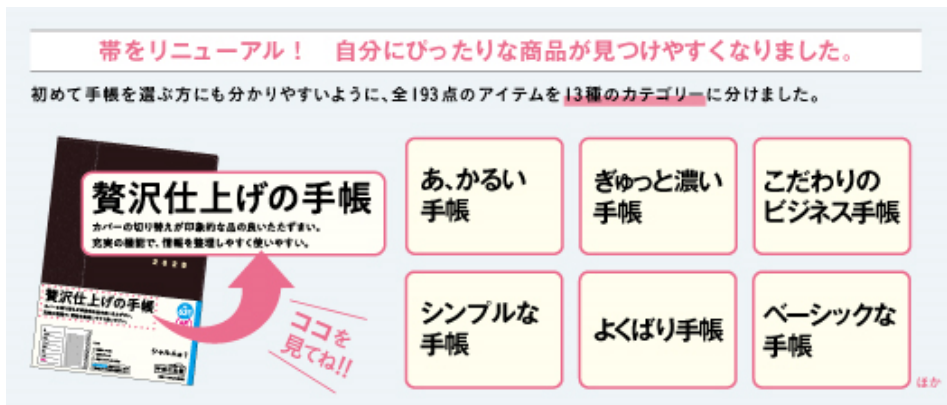 帯をリニューアル！　自分にぴったりな商品が見つけやすくなりました。
初めて手帳を選ぶ方にも分かりやすいように、全193点のアイテムを13種のカテゴリーに分けました。
贅沢仕上げの手帳
カバーの切り替えが印象的な品の良いたたずまい。
充実の機能で、情報を整理しやすく使いやすい。
2020
贅沢仕上げの手帳
ココを
見てね!!
あ、かるい
手帳
ぎゅっと濃い
手帳
こだわりの
ビジネス手帳
シンプルな
手帳
よくばり手帳
ベーシックな
手帳
ほか